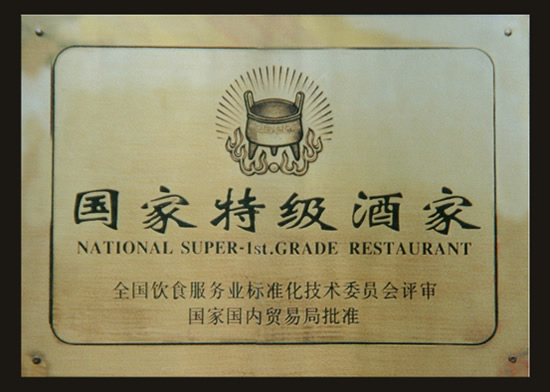 国家特级酒家
NATIONAL SUPER-1st.GRADE RESTAURANT
全国饮食服务业标准化技术委员会评审
国家国内贸易局批准